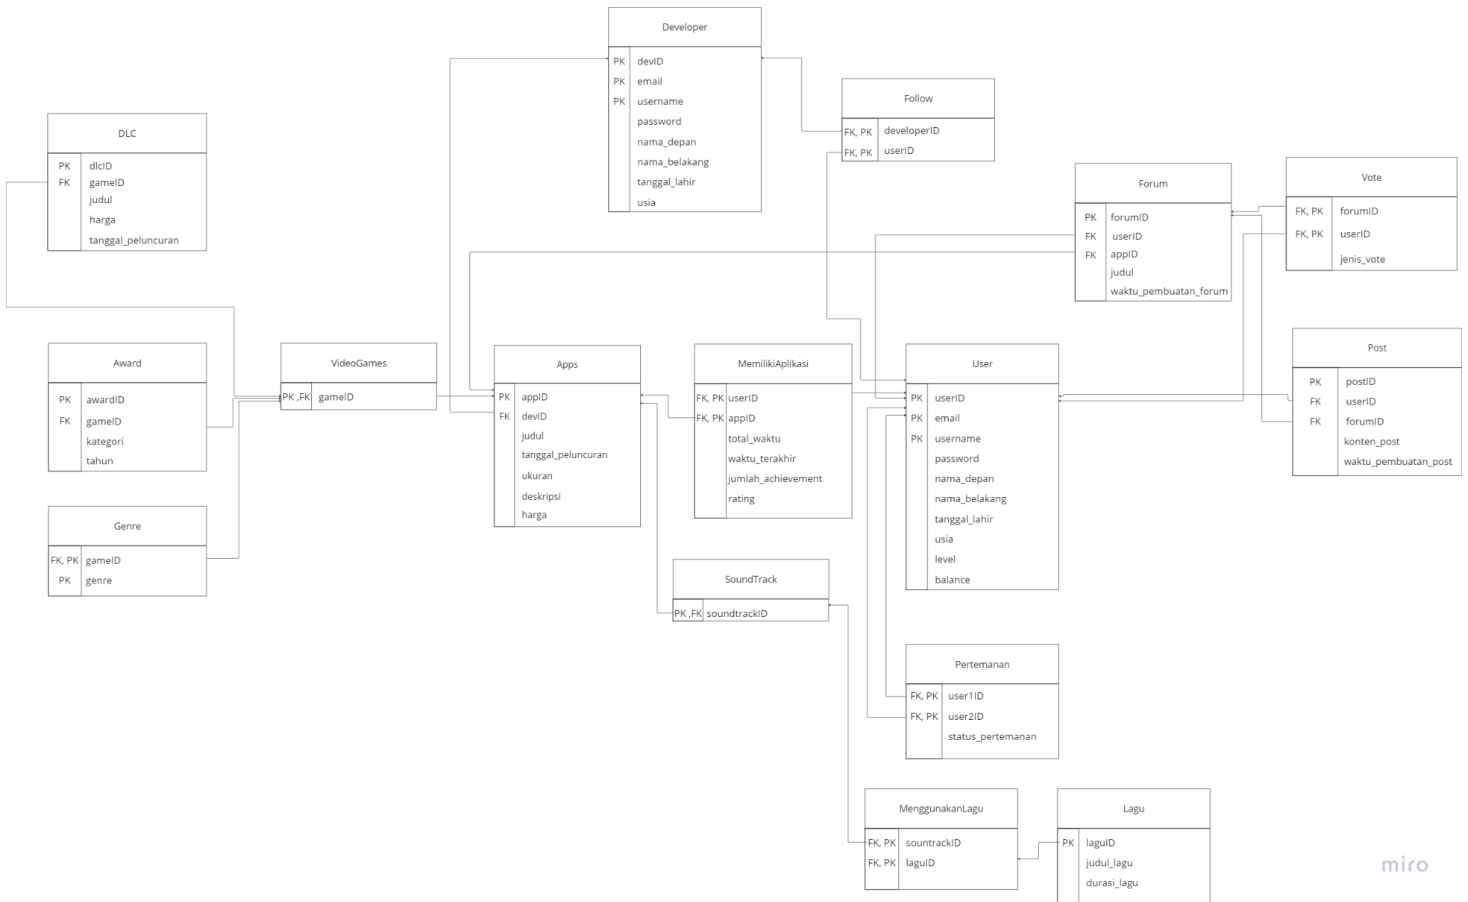 Developer
PK devID
PK email
PK username
password
nama_depan
nama_belakang
tanggal_lahir
usia
Follow
FK, PK developerID
FK, PK userID
DLC
PK dlcID
FK gameID
judul
harga
tanggal_peluncuran
Forum
PK forumID
FK userID
FK appID
judul
waktu_pembuatan_forum
Vote
FK, PK forumID
FK, PK userID
jenis_vote
Award
PK awardID
FK gameID
kategori
tahun
VideoGames
PK ,FK gameID
Apps
PK appID
FK devID
judul
tanggal_peluncuran
ukuran
deskripsi
harga
MemilikiAplikasi
FK, PK userID
FK, PK appID
total_waktu
waktu_terakhir
jumlah_achievement
rating
User
PK userID
PK email
PK username
password
nama_depan
nama_belakang
tanggal_lahir
usia
level
balance
Post
PK postID
FK userID
FK forumID
konten_post
waktu_pembuatan_post
Genre
FK, PK gameID
PK genre
SoundTrack
PK ,FK soundtrackID
Pertemanan
FK, PK user1ID
FK, PK user2ID
status_pertemanan
MenggunakanLagu
FK, PK sountrackID
FK, PK laguID
Lagu
PK laguID
judul_lagu
durasi_lagu
miro